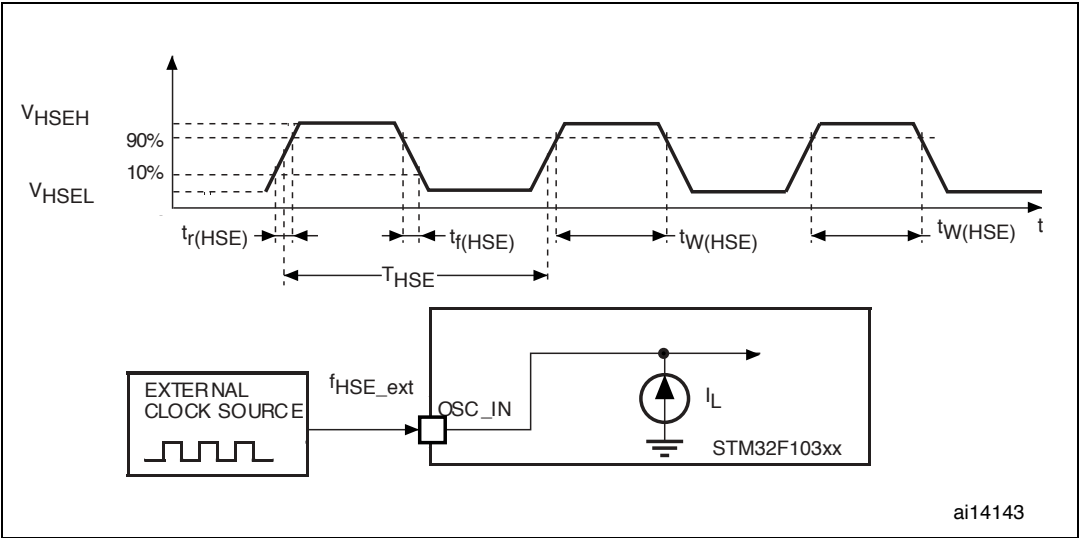 VHSEH
90%
10%
VHSEL
tr(HSE)
tf(HSE)
tW(HSE)
tW(HSE)
t
THSE
EXTERNAL
CLOCK SOURCE
fHSE_ext
OSC_IN
IL
STM32F103xx
ai14143